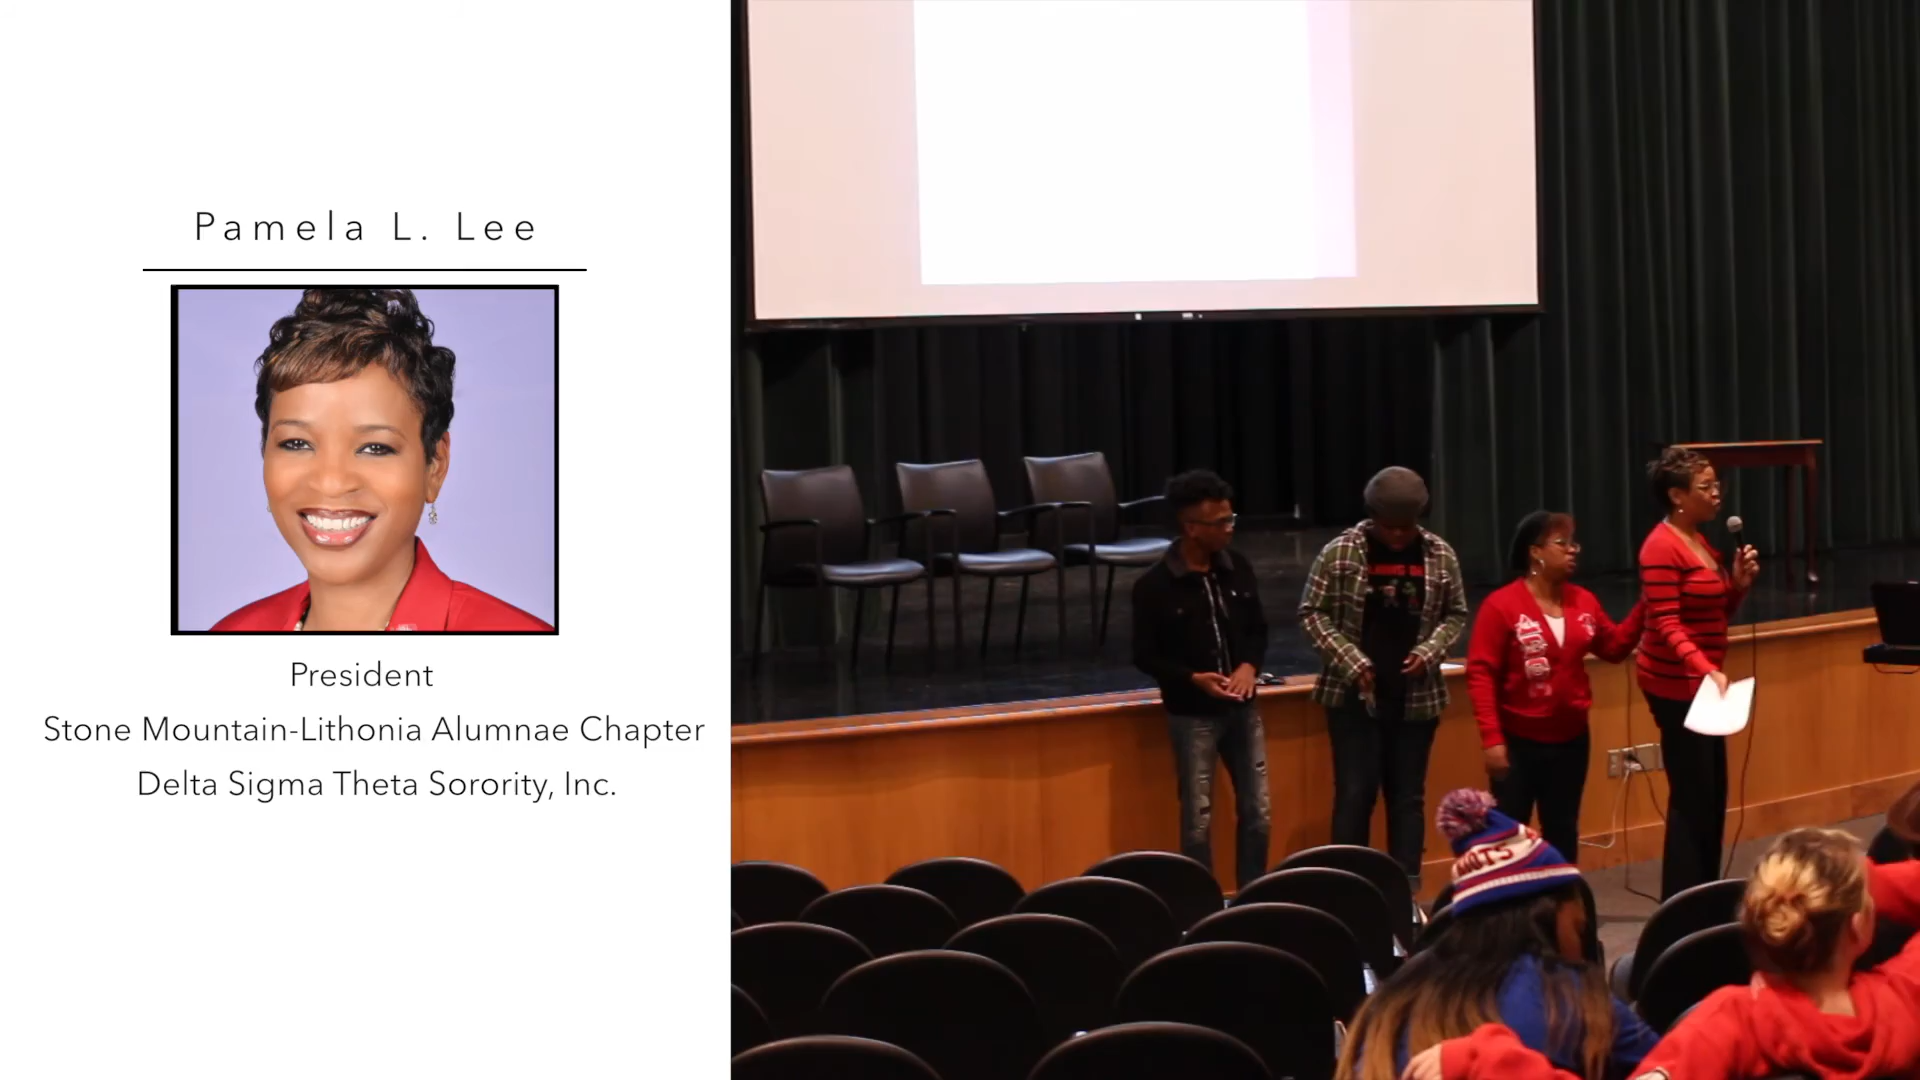 Pamela L. Lee
President
Stone Mountain-Lithonia Alumnae Chapter
Delta Sigma Theta Sorority, Inc.